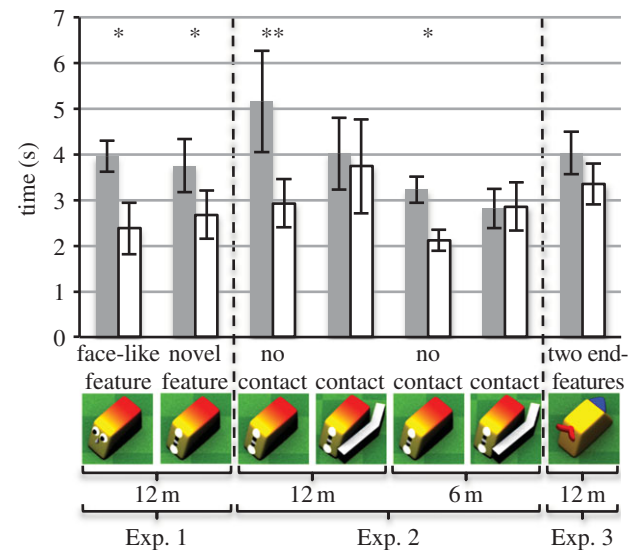 7
* * ** *
6
5
4
3
2
1
0
time (s)
face-like novel no no two end-
feature feature contact contact contact contact features
12 m 12 m 6 m 12 m
Exp. 1 Exp. 2 Exp. 3